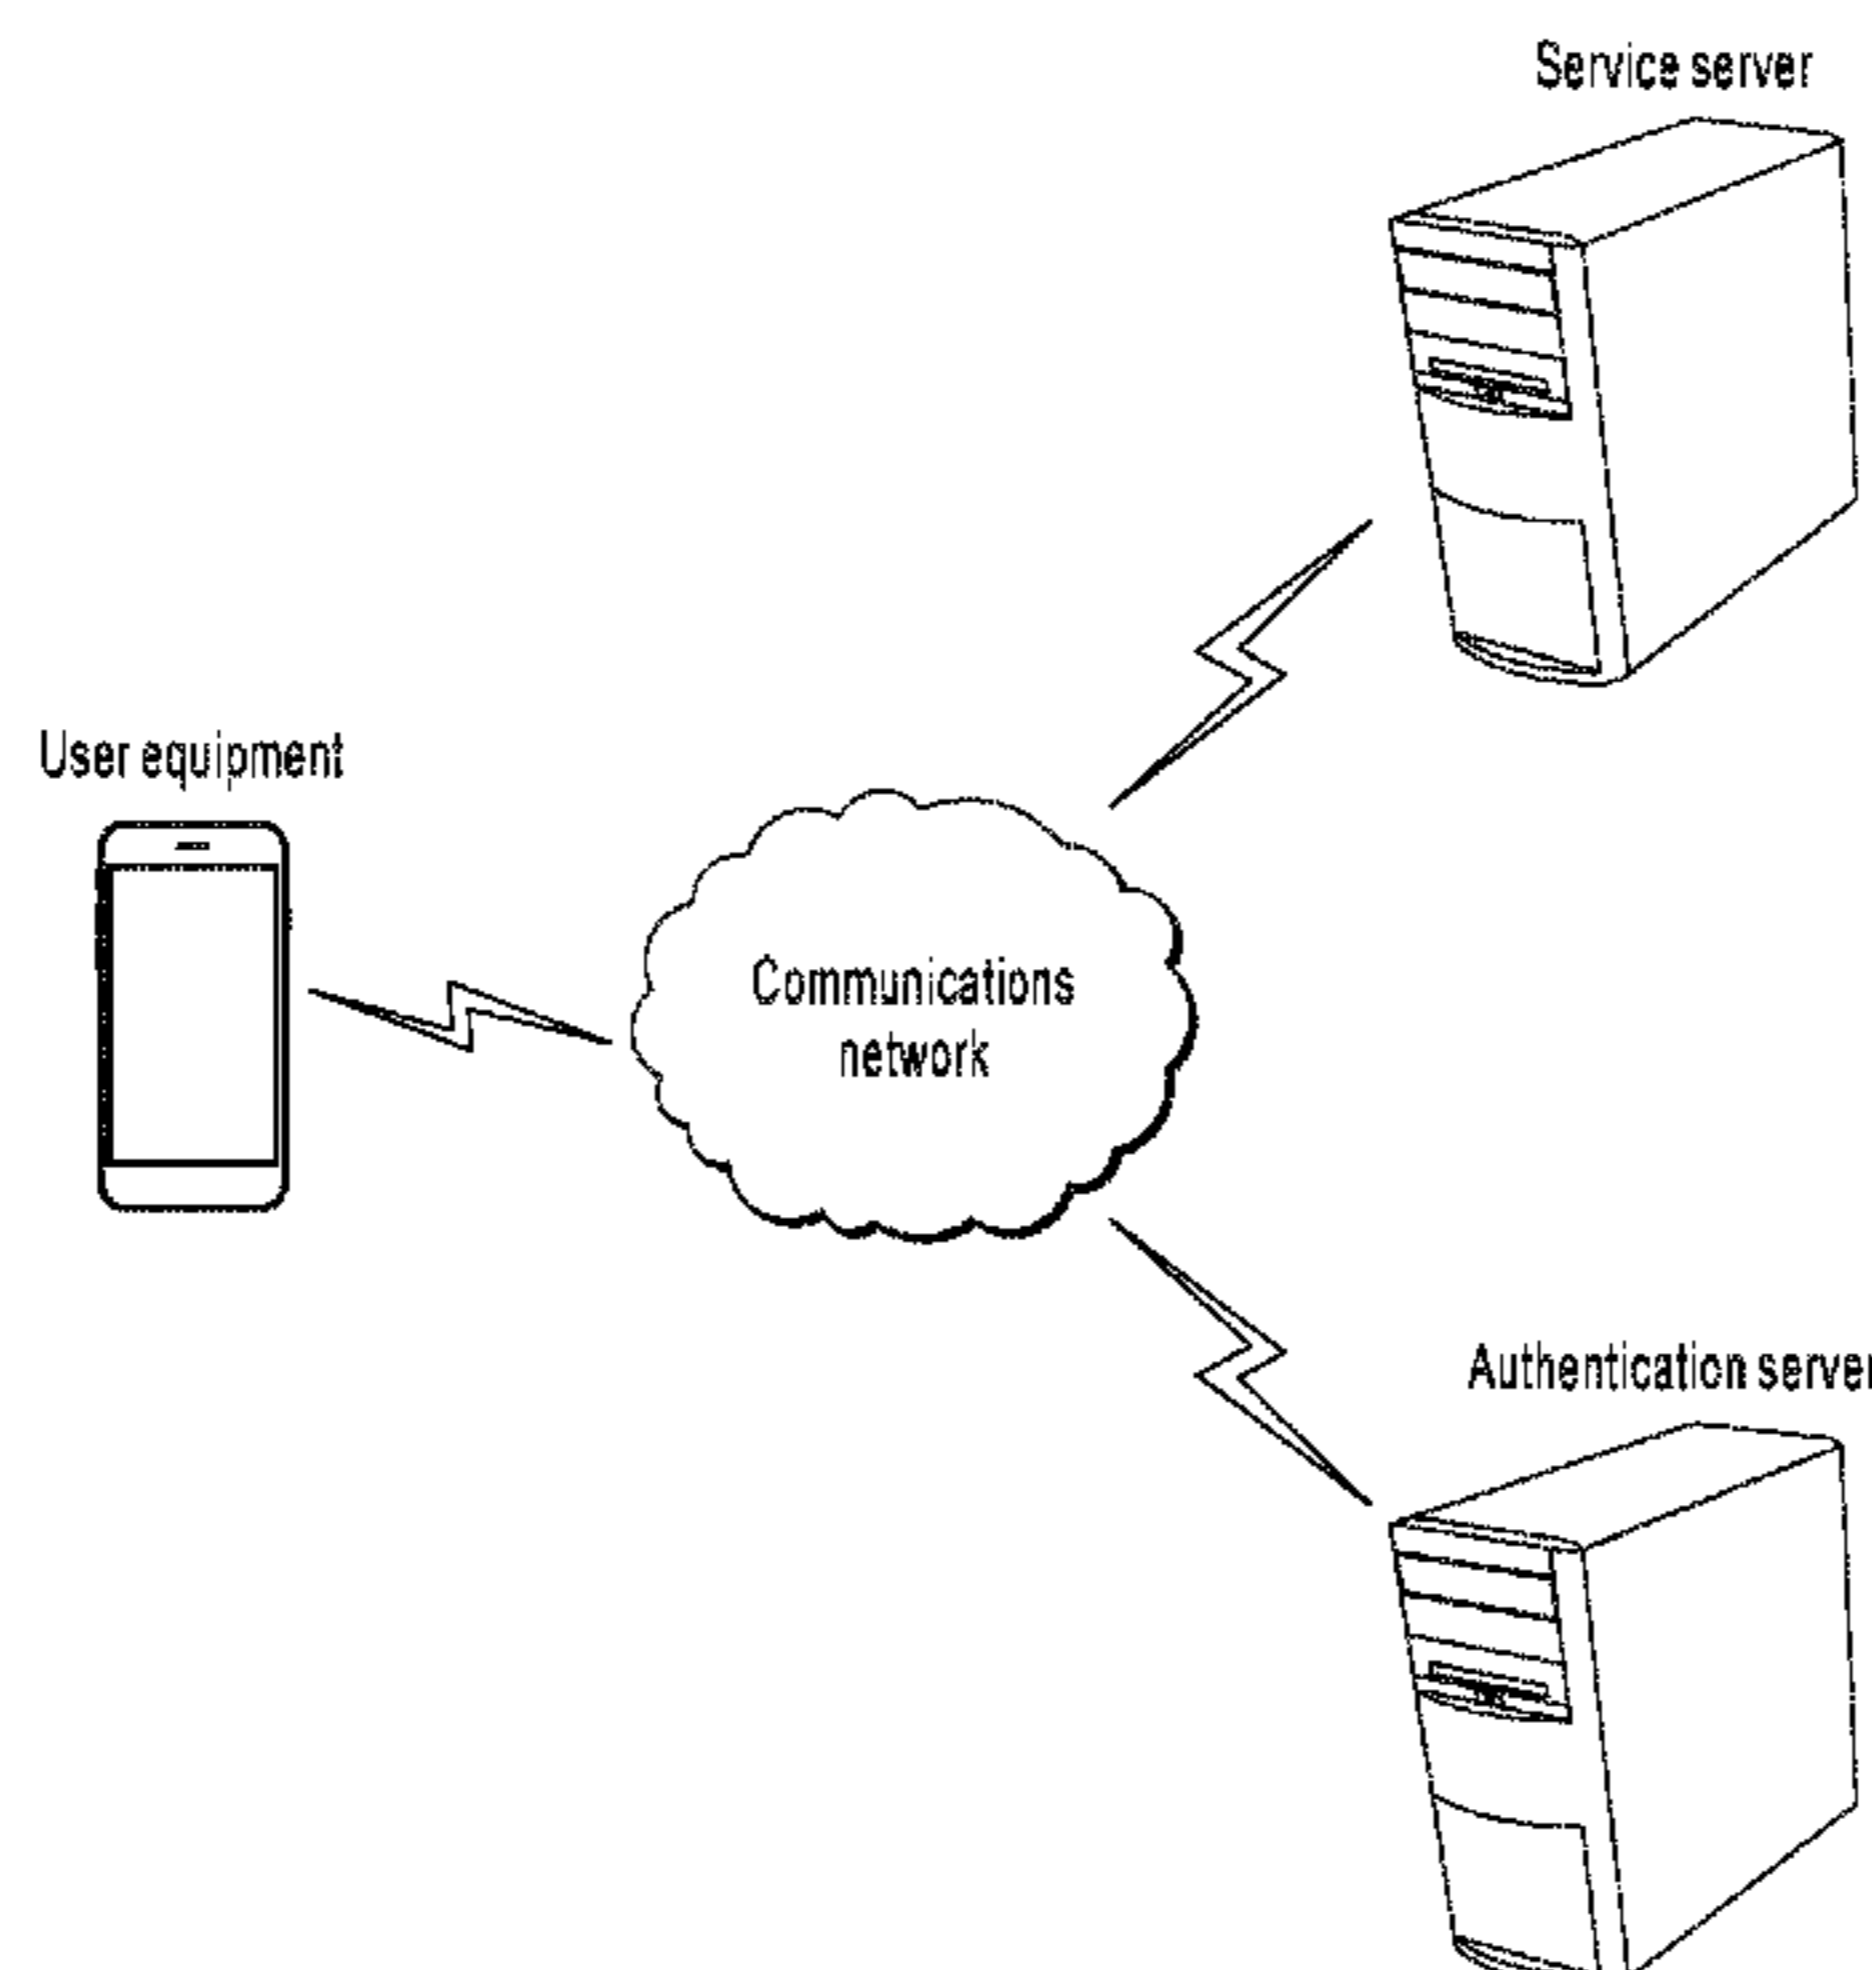 Service server
User equipment
Communications
network
Authentication server